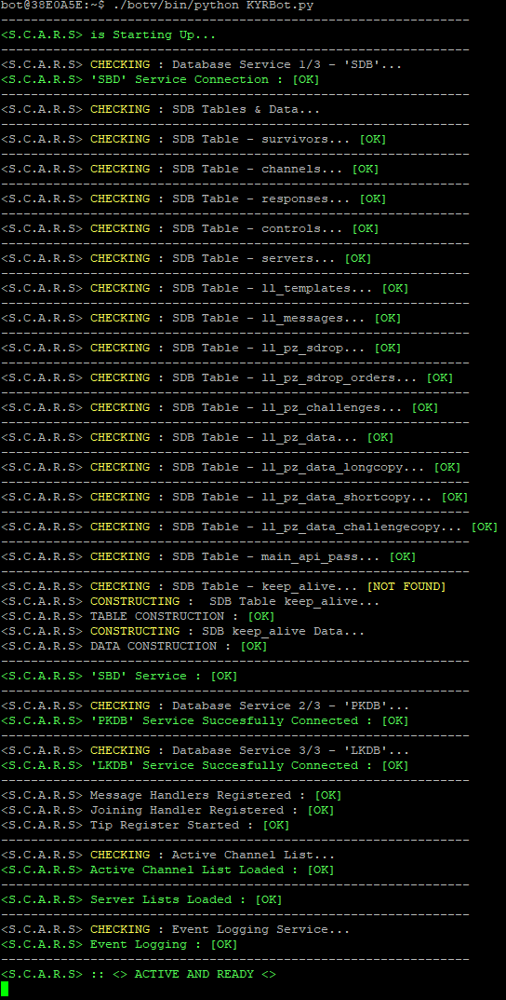 bot@38E0A5E:~$ ./botv/bin/python KYRBot.py
---------------------------------------------------------------
<S.C.A.R.S> is Starting Up...
---------------------------------------------------------------
<S.C.A.R.S> CHECKING : Database Service 1/3 - 'SDB'...
<S.C.A.R.S> 'SBD' Service Connection : [OK]
---------------------------------------------------------------
<S.C.A.R.S> CHECKING : SDB Tables & Data...
---------------------------------------------------------------
<S.C.A.R.S> CHECKING : SDB Table - survivors... [OK]
---------------------------------------------------------------
<S.C.A.R.S> CHECKING : SDB Table - channels... [OK]
---------------------------------------------------------------
<S.C.A.R.S> CHECKING : SDB Table - responses... [OK]
---------------------------------------------------------------
<S.C.A.R.S> CHECKING : SDB Table - controls... [OK]
---------------------------------------------------------------
<S.C.A.R.S> CHECKING : SDB Table - servers... [OK]
---------------------------------------------------------------
<S.C.A.R.S> CHECKING : SDB Table - ll_templates... [OK]
---------------------------------------------------------------
<S.C.A.R.S> CHECKING : SDB Table - ll_messages... [OK]
---------------------------------------------------------------
<S.C.A.R.S> CHECKING : SDB Table - ll_pz_sdrop... [OK]
---------------------------------------------------------------
<S.C.A.R.S> CHECKING : SDB Table - ll_pz_sdrop_orders... [OK]
---------------------------------------------------------------
<S.C.A.R.S> CHECKING : SDB Table - ll_pz_challenges... [OK]
---------------------------------------------------------------
<S.C.A.R.S> CHECKING : SDB Table - ll_pz_data... [OK]
---------------------------------------------------------------
<S.C.A.R.S> CHECKING : SDB Table - ll_pz_data_longcopy... [OK]
---------------------------------------------------------------
<S.C.A.R.S> CHECKING : SDB Table - ll_pz_data_shortcopy... [OK]
---------------------------------------------------------------
<S.C.A.R.S> CHECKING : SDB Table - ll_pz_data_challengecopy... [OK]
---------------------------------------------------------------
<S.C.A.R.S> CHECKING : SDB Table - main_api_pass... [OK]
---------------------------------------------------------------
<S.C.A.R.S> CHECKING : SDB Table - keep_alive... [NOT FOUND]
<S.C.A.R.S> CONSTRUCTING :  SDB Table keep_alive...
<S.C.A.R.S> TABLE CONSTRUCTION : [OK]
<S.C.A.R.S> CONSTRUCTING : SDB keep_alive Data...
<S.C.A.R.S> DATA CONSTRUCTION : [OK]
---------------------------------------------------------------
<S.C.A.R.S> 'SBD' Service : [OK]
---------------------------------------------------------------
<S.C.A.R.S> CHECKING : Database Service 2/3 - 'PKDB'...
<S.C.A.R.S> 'PKDB' Service Succesfully Connected : [OK]
---------------------------------------------------------------
<S.C.A.R.S> CHECKING : Database Service 3/3 - 'LKDB'...
<S.C.A.R.S> 'LKDB' Service Succesfully Connected : [OK]
---------------------------------------------------------------
<S.C.A.R.S> Message Handlers Registered : [OK]
<S.C.A.R.S> Joining Handler Registered : [OK]
<S.C.A.R.S> Tip Register Started : [OK]
---------------------------------------------------------------
<S.C.A.R.S> CHECKING : Active Channel List...
<S.C.A.R.S> Active Channel List Loaded : [OK]
---------------------------------------------------------------
<S.C.A.R.S> Server Lists Loaded : [OK]
---------------------------------------------------------------
<S.C.A.R.S> CHECKING : Event Logging Service...
<S.C.A.R.S> Event Logging : [OK]
---------------------------------------------------------------
<S.C.A.R.S> :: <> ACTIVE AND READY <>